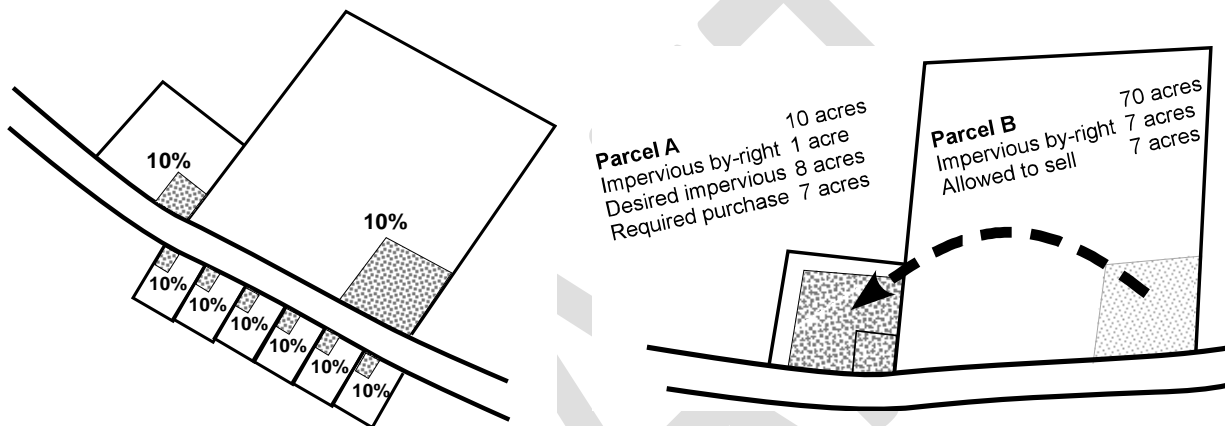 10%
10%
10%
10%
10%
10%
10%
10%
Parcel A 10 acres
Impervious by-right 1 acre
Desired impervious 8 acres
Required purchase 7 acres
Parcel B 70 acres
Impervious by-right 7 acres
Allowed to sell 7 acres